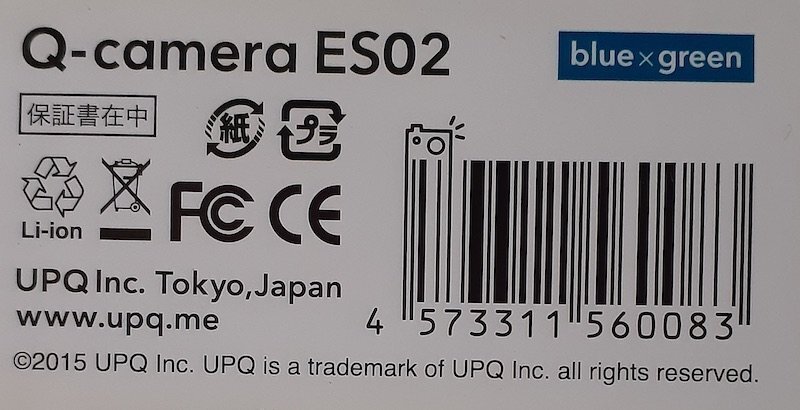 Q-camera ES02
blue×green
保証書在中
紙
プラ
Li-ion
FC CE
UPQ Inc. Tokyo,Japan
www.upq.me
4 573311 560083
©2015 UPQ Inc. UPQ is a trademark of UPQ Inc. all rights reserved.